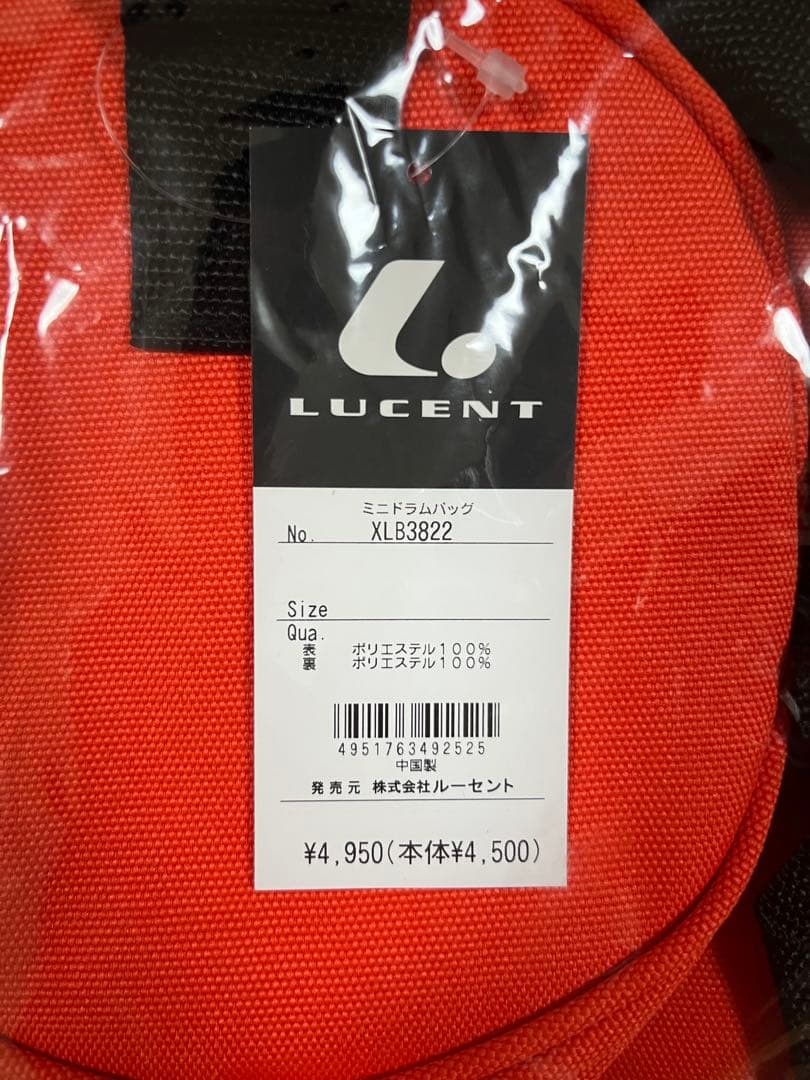 LUCENT
ミニドラムバッグ
No. XLB3822
Size
Qua.
表 ポリエステル100%
裏 ポリエステル100%
4951763492525
中国製
発売元 株式会社ルーセント
¥4,950(本体¥4,500)